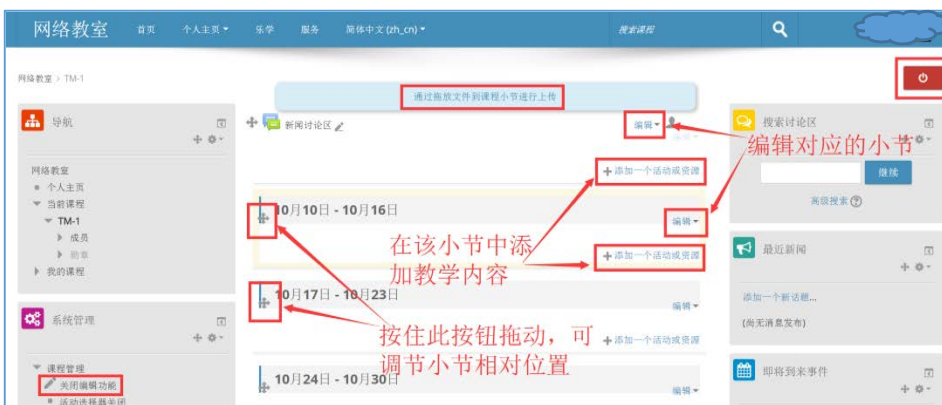 网络教室 首页 个人主页 乐学 服务 简体中文 (zh_cn) 搜索课程
网络教室 > TM-1
通过拖放文件到课程小节进行上传
导航
网络教室
个人主页
当前课程
TM-1
成员
勋章
我的课程
系统管理
课程管理
关闭编辑功能
活动选择器关闭
新闻讨论区
编辑
+添加一个活动或资源
10月10日 - 10月16日
编辑
在该小节中添
加教学内容
+添加一个活动或资源
10月17日 - 10月23日
编辑
按住此按钮拖动，可
调节小节相对位置
+添加一个活动或资源
10月24日 - 10月30日
编辑
搜索讨论区
编辑对应的小节
继续
高级搜索
最近新闻
添加一个新话题...
(尚无消息发布)
即将到来事件